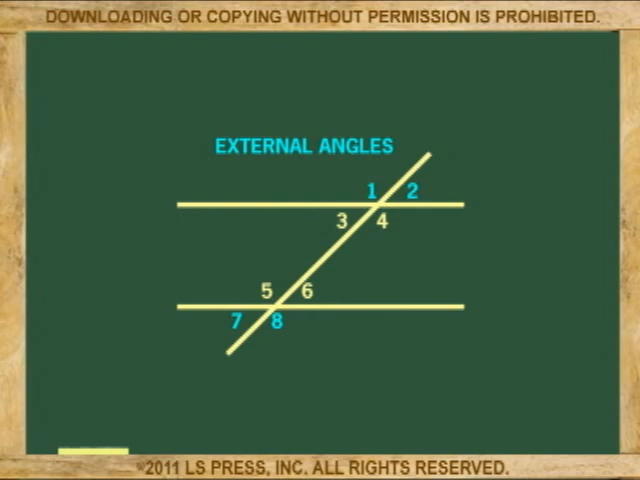 DOWNLOADING OR COPYING WITHOUT PERMISSION IS PROHIBITED.
EXTERNAL ANGLES
1 2
3 4
5 6
7 8
©2011 LS PRESS, INC. ALL RIGHTS RESERVED.